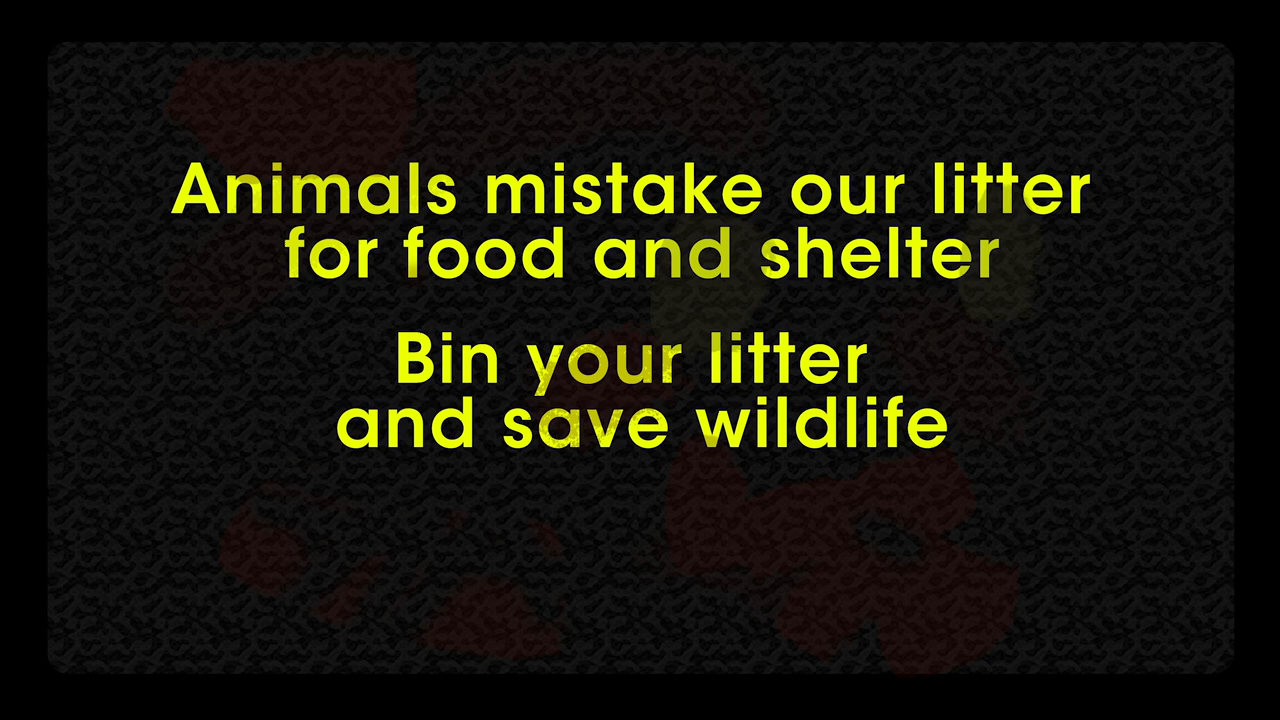 Animals mistake our litter
for food and shelter
Bin your litter
and save wildlife